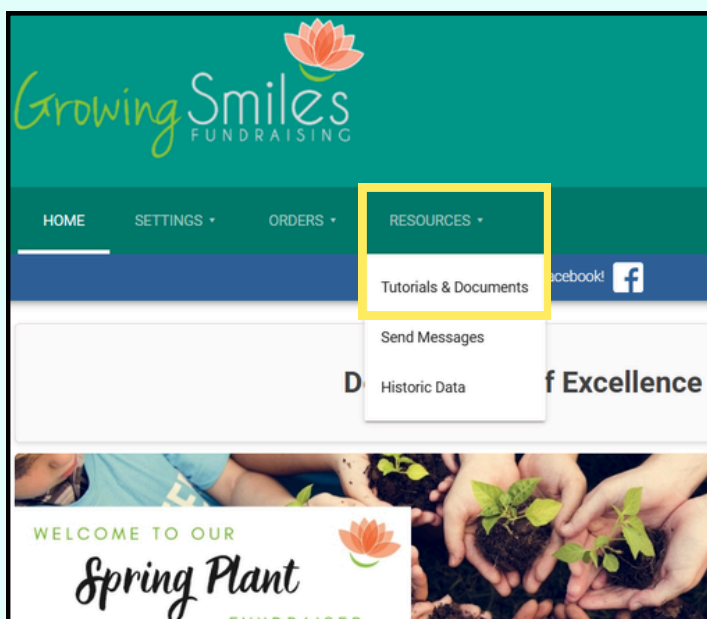 Growing Smiles
FUNDRAISING
HOME SETTINGS ORDERS RESOURCES
Tutorials & Documents
Send Messages
Historic Data
acebook!
f Excellence
WELCOME TO OUR
Spring Plant
FUNDRAISER